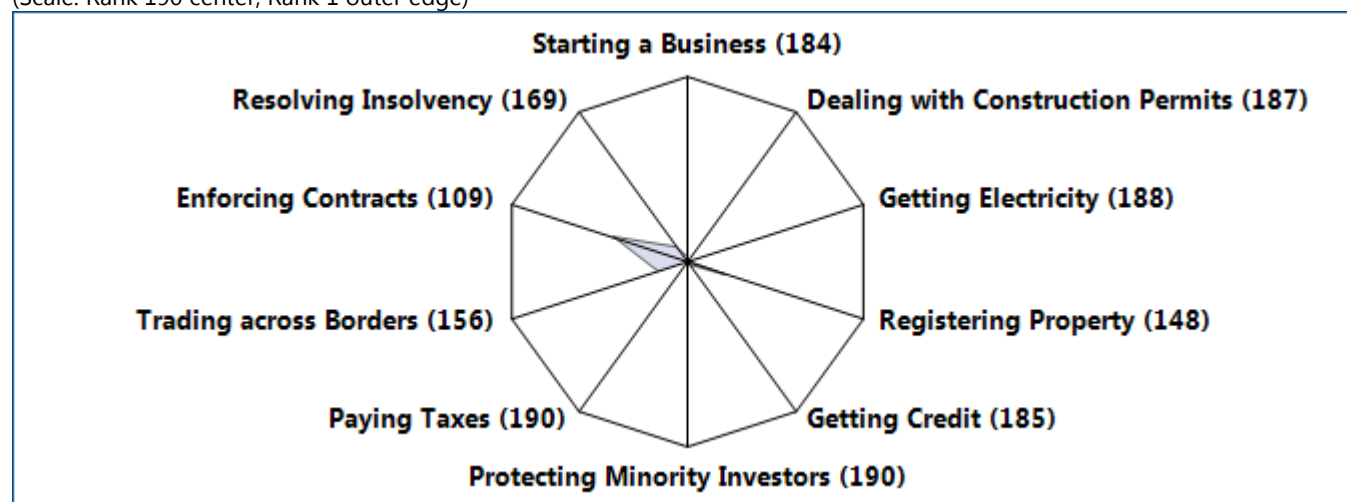 (Scale: Rank 190 center, Rank 1 outer edge)
Starting a Business (184)
Resolving Insolvency (169)
Dealing with Construction Permits (187)
Enforcing Contracts (109)
Getting Electricity (188)
Trading across Borders (156)
Registering Property (148)
Paying Taxes (190)
Getting Credit (185)
Protecting Minority Investors (190)